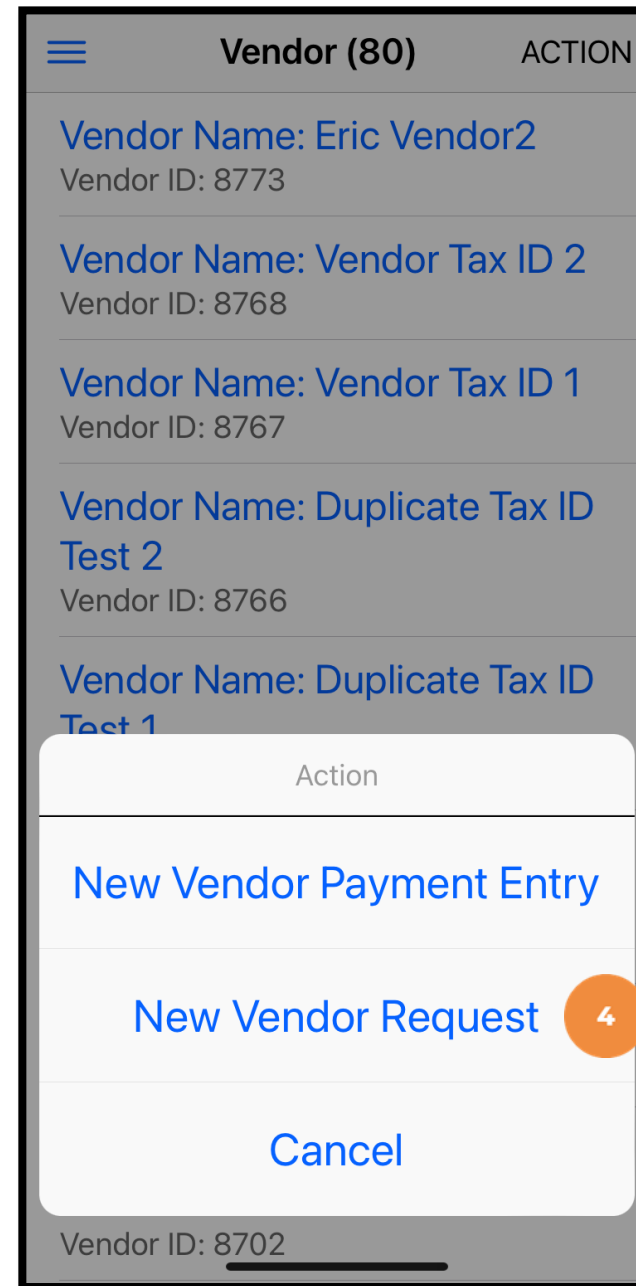 Vendor (80) ACTION
Vendor Name: Eric Vendor2
Vendor ID: 8773
Vendor Name: Vendor Tax ID 2
Vendor ID: 8768
Vendor Name: Vendor Tax ID 1
Vendor ID: 8767
Vendor Name: Duplicate Tax ID
Test 2
Vendor ID: 8766
Vendor Name: Duplicate Tax ID
Test 1
Action
New Vendor Payment Entry
New Vendor Request 4
Cancel
Vendor ID: 8702